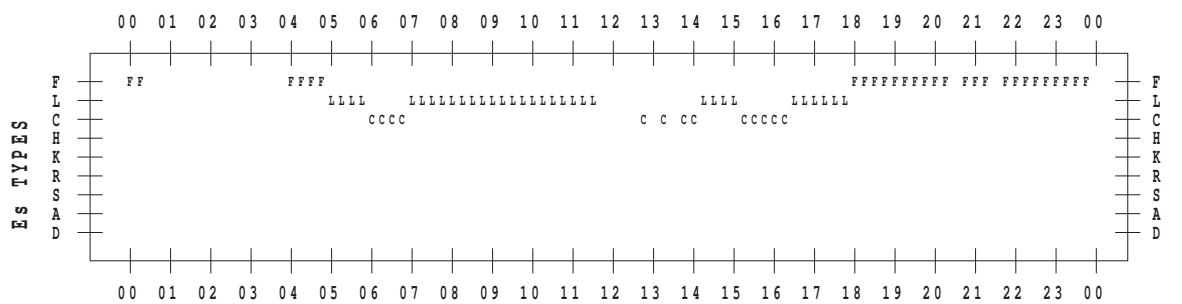 00 01 02 03 04 05 06 07 08 09 10 11 12 13 14 15 16 17 18 19 20 21 22 23 00
F FF FFFF FFFFFFFFFF FFF FFFFFFFFF F
L LLLL LLLLLLLLLLLLLLLLLLL LLLL LLLLLL L
C CCCC C C CC CCCCC C
H H
K K
R R
S S
A A
D D
Es TYPES
00 01 02 03 04 05 06 07 08 09 10 11 12 13 14 15 16 17 18 19 20 21 22 23 00